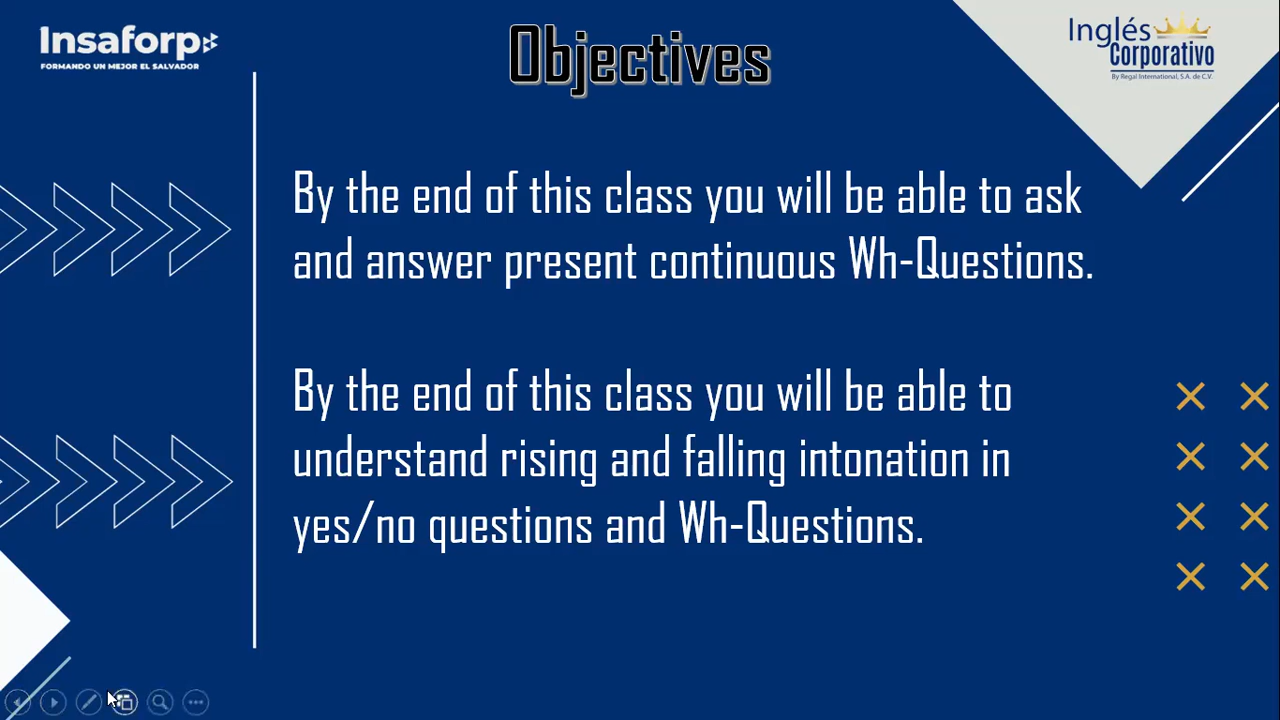 Insaforp
FORMANDO UN MEJOR EL SALVADOR
Objectives
Inglés
Corporativo
By Regal International, S.A. de C.V.
By the end of this class you will be able to ask
and answer present continuous Wh-Questions.
By the end of this class you will be able to
understand rising and falling intonation in
yes/no questions and Wh-Questions.